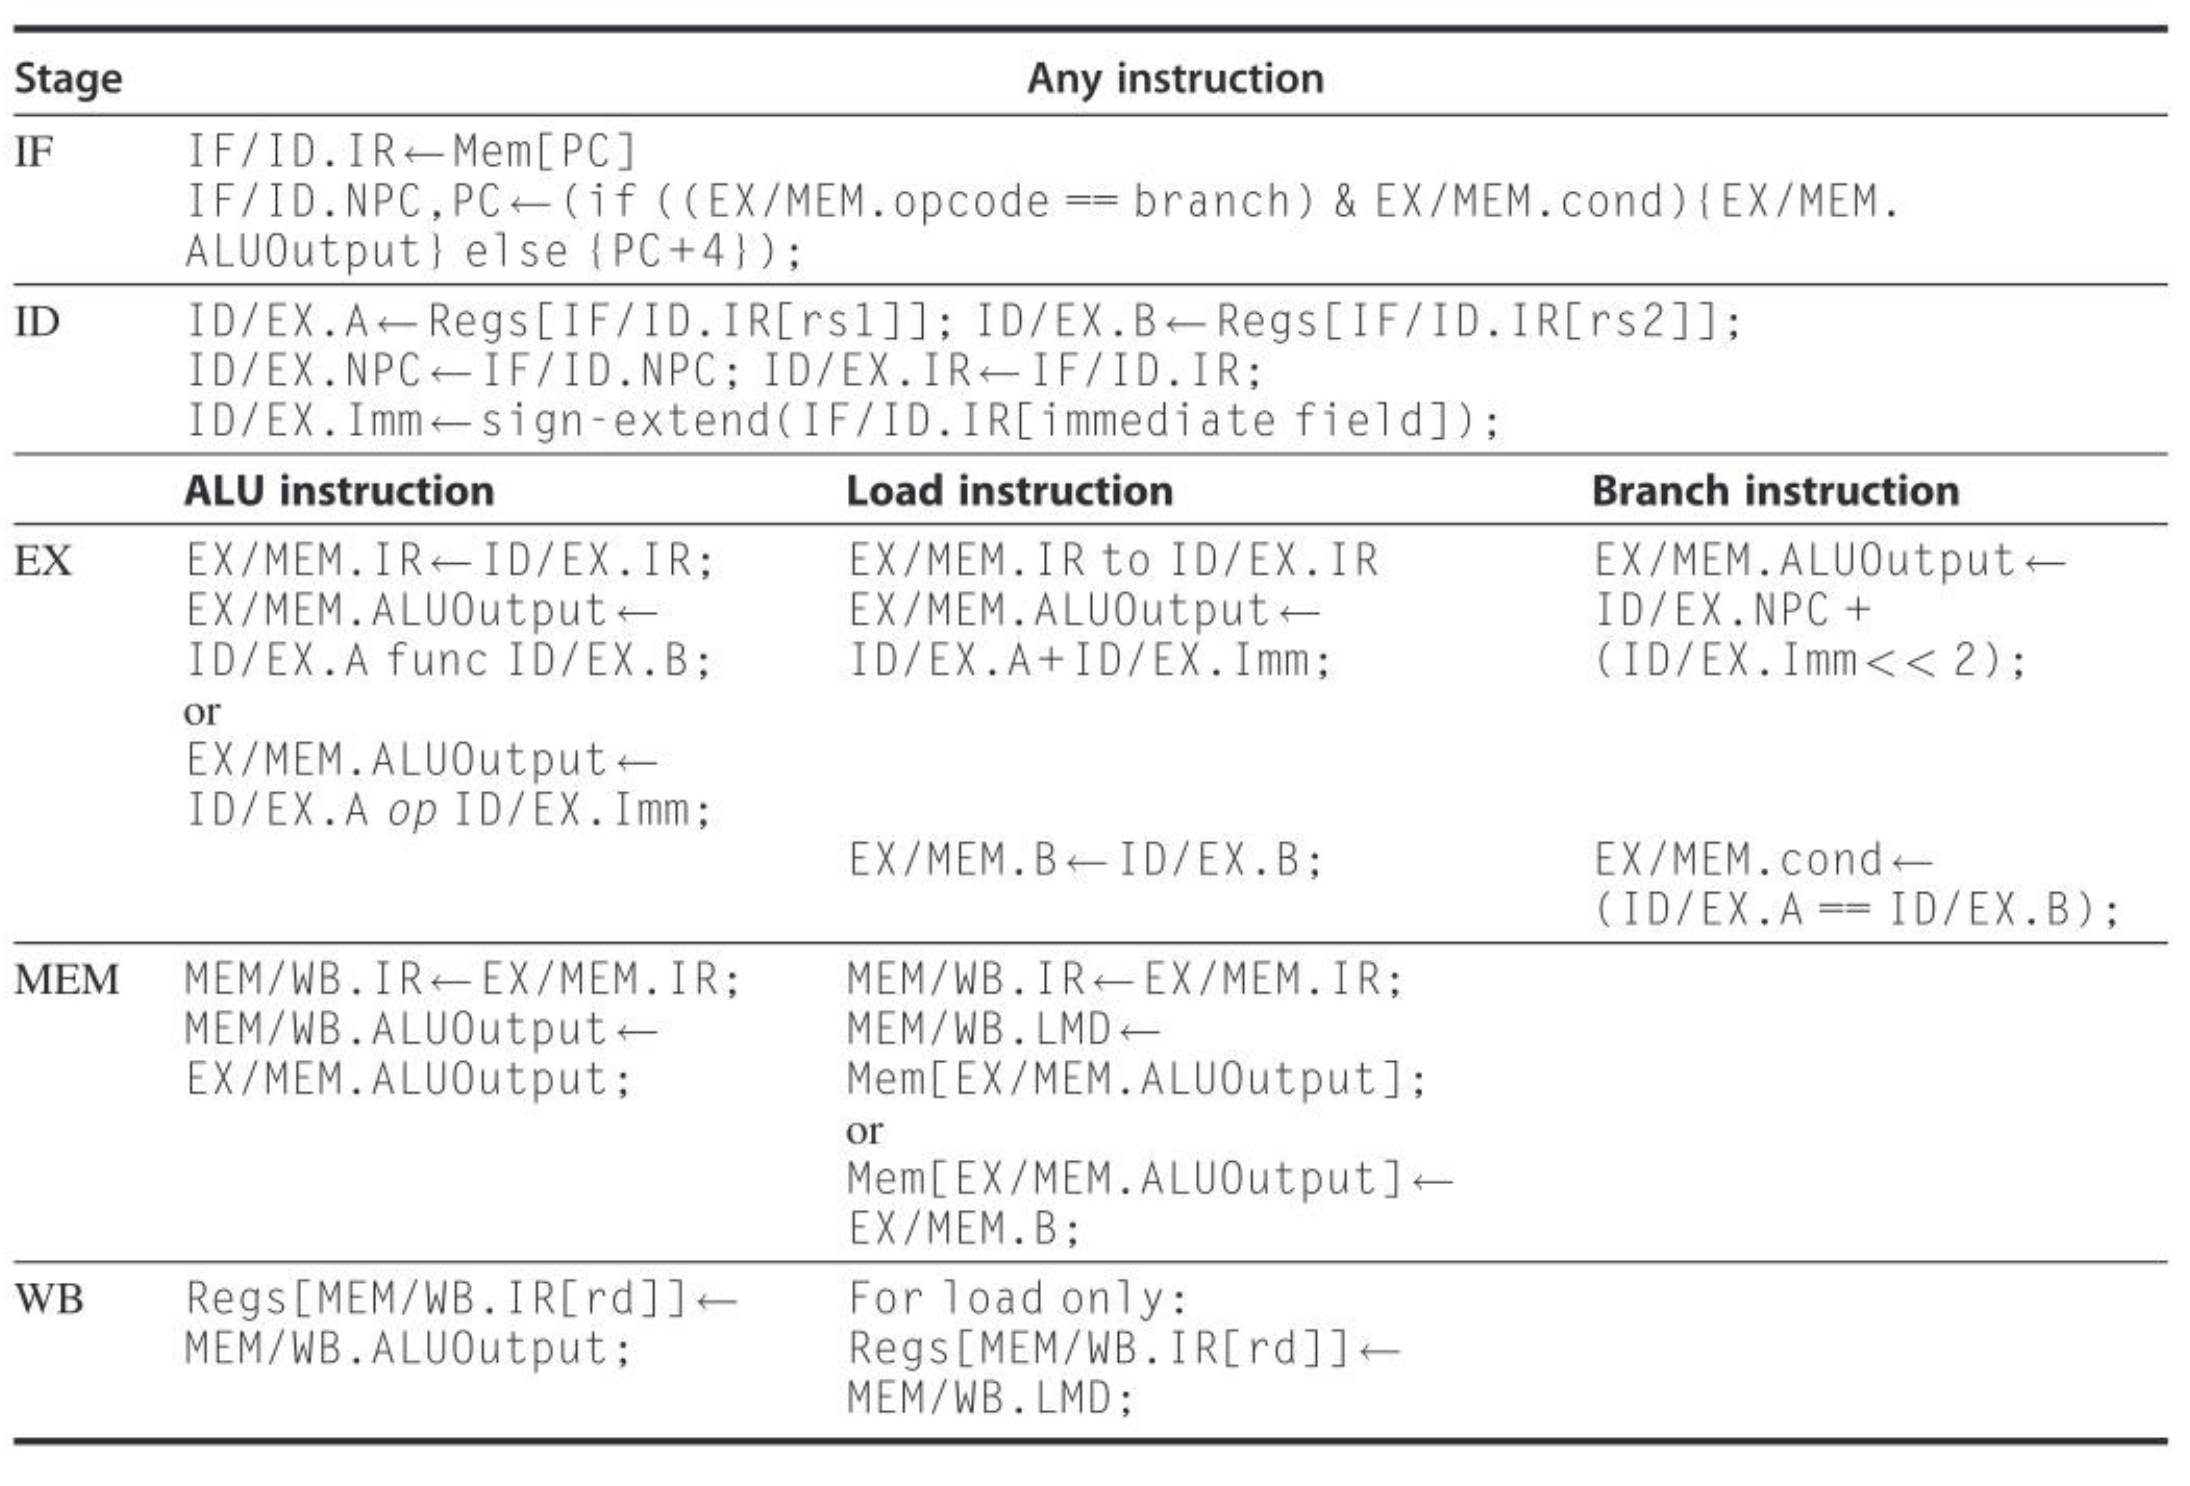 Stage Any instruction
IF IF/ID.IR←Mem[PC]
IF/ID.NPC,PC←(if ((EX/MEM.opcode == branch) & EX/MEM.cond){EX/MEM.
ALUOutput} else {PC+4});
ID ID/EX.A←Regs[IF/ID.IR[rs1]]; ID/EX.B←Regs[IF/ID.IR[rs2]];
ID/EX.NPC←IF/ID.NPC; ID/EX.IR←IF/ID.IR;
ID/EX.Imm←sign-extend(IF/ID.IR[immediate field]);
ALU instruction Load instruction Branch instruction
EX EX/MEM.IR←ID/EX.IR; EX/MEM.IR to ID/EX.IR EX/MEM.ALUOutput←
EX/MEM.ALUOutput← EX/MEM.ALUOutput← ID/EX.NPC +
ID/EX.A func ID/EX.B; ID/EX.A+ID/EX.Imm; (ID/EX.Imm<< 2);
or
EX/MEM.ALUOutput←
ID/EX.A op ID/EX.Imm;
EX/MEM.B←ID/EX.B; EX/MEM.cond←
(ID/EX.A == ID/EX.B);
MEM MEM/WB.IR←EX/MEM.IR; MEM/WB.IR←EX/MEM.IR;
MEM/WB.ALUOutput← MEM/WB.LMD←
EX/MEM.ALUOutput; Mem[EX/MEM.ALUOutput];
or
Mem[EX/MEM.ALUOutput]←
EX/MEM.B;
WB Regs[MEM/WB.IR[rd]]← For load only:
MEM/WB.ALUOutput; Regs[MEM/WB.IR[rd]]←
MEM/WB.LMD;